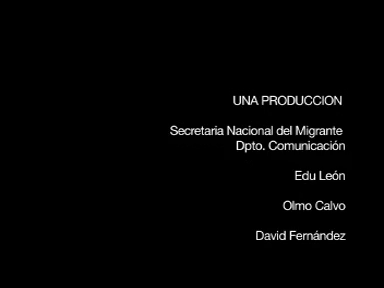 UNA PRODUCCION
Secretaria Nacional del Migrante
Dpto. Comunicación
Edu León
Olmo Calvo
David Fernández